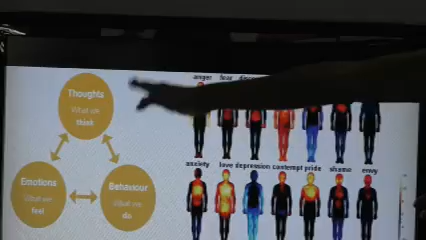 Thoughts
What we
think
Emotions
What we
feel
Behaviour
What we
do
anger fear
anxiety love depression contempt pride shame envy